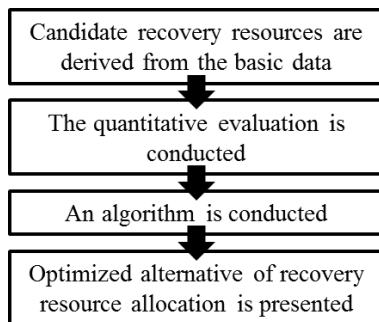 Candidate recovery resources are
derived from the basic data
The quantitative evaluation is
conducted
An algorithm is conducted
Optimized alternative of recovery
resource allocation is presented